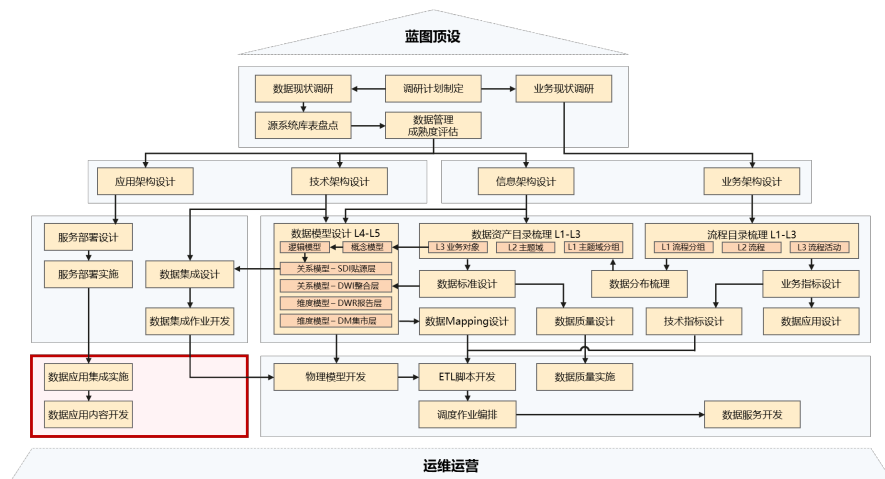 蓝图顶设
数据现状调研
调研计划制定
业务现状调研
源系统库表盘点
数据管理
成熟度评估
应用架构设计
技术架构设计
信息架构设计
业务架构设计
服务部署设计
服务部署实施
数据集成设计
数据集成作业开发
数据模型设计 L4-L5
逻辑模型
概念模型
关系模型 – SDI贴源层
关系模型 – DWI整合层
维度模型 – DWR报告层
维度模型 – DM集市层
数据资产目录梳理 L1-L3
L3 业务对象
L2 主题域
L1 主题域分组
流程目录梳理 L1-L3
L1 流程分组
L2 流程
L3 流程活动
数据标准设计
数据分布梳理
业务指标设计
数据Mapping设计
数据质量设计
技术指标设计
数据应用设计
数据应用集成实施
数据应用内容开发
物理模型开发
ETL脚本开发
数据质量实施
调度作业编排
数据服务开发
运维运营